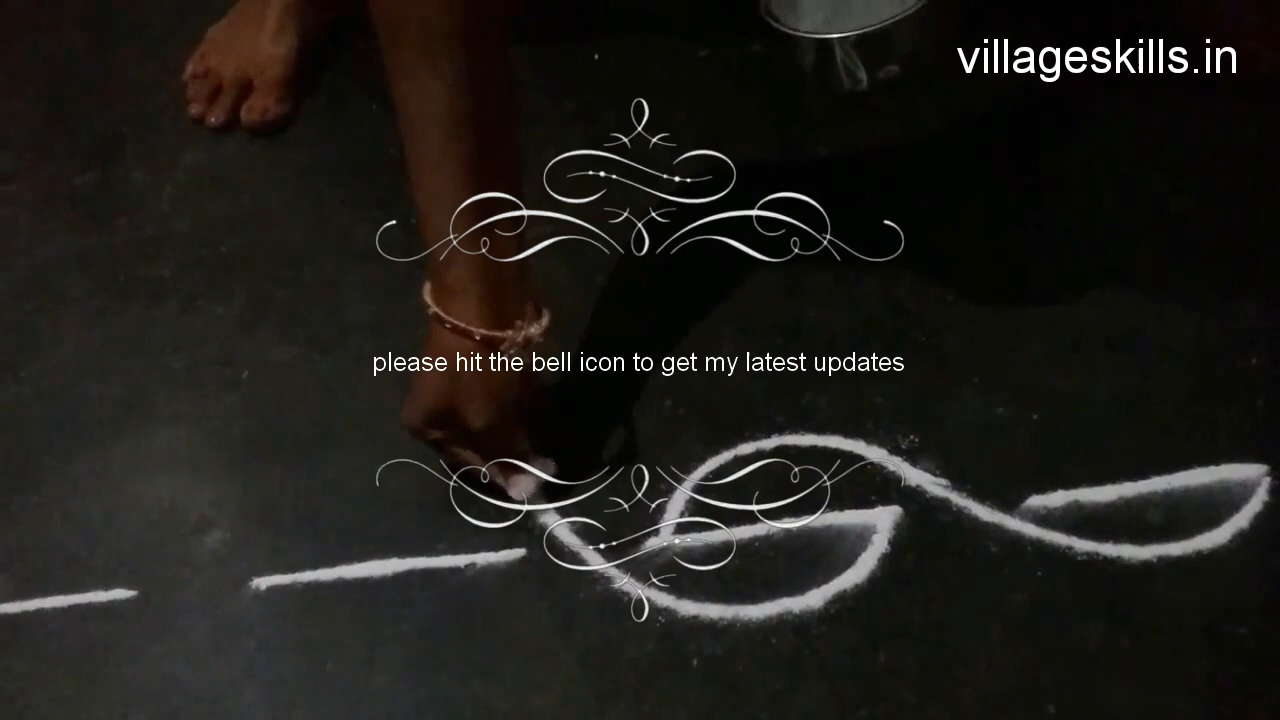 villageskills.in
please hit the bell icon to get my latest updates